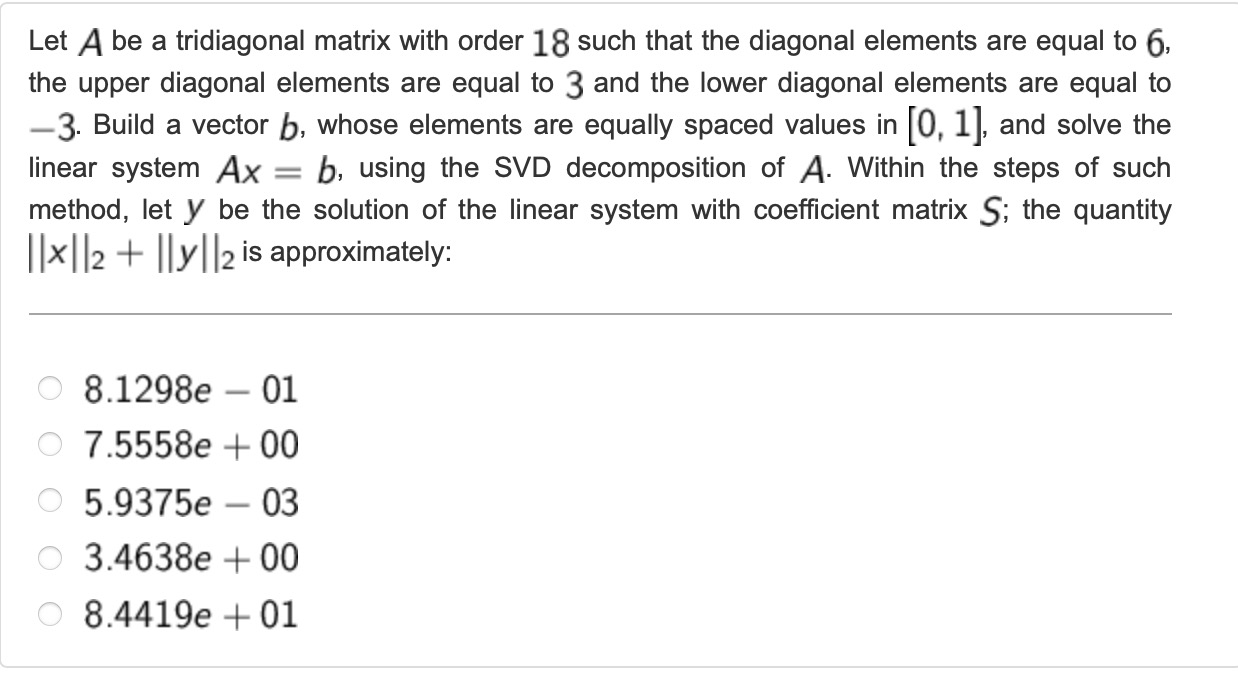 Let A be a tridiagonal matrix with order 18 such that the diagonal elements are equal to 6,
the upper diagonal elements are equal to 3 and the lower diagonal elements are equal to
−3. Build a vector b, whose elements are equally spaced values in [0, 1], and solve the
linear system Ax = b, using the SVD decomposition of A. Within the steps of such
method, let y be the solution of the linear system with coefficient matrix S; the quantity
||x||₂ + ||y||₂ is approximately:
8.1298e − 01
7.5558e + 00
5.9375e − 03
3.4638e + 00
8.4419e + 01